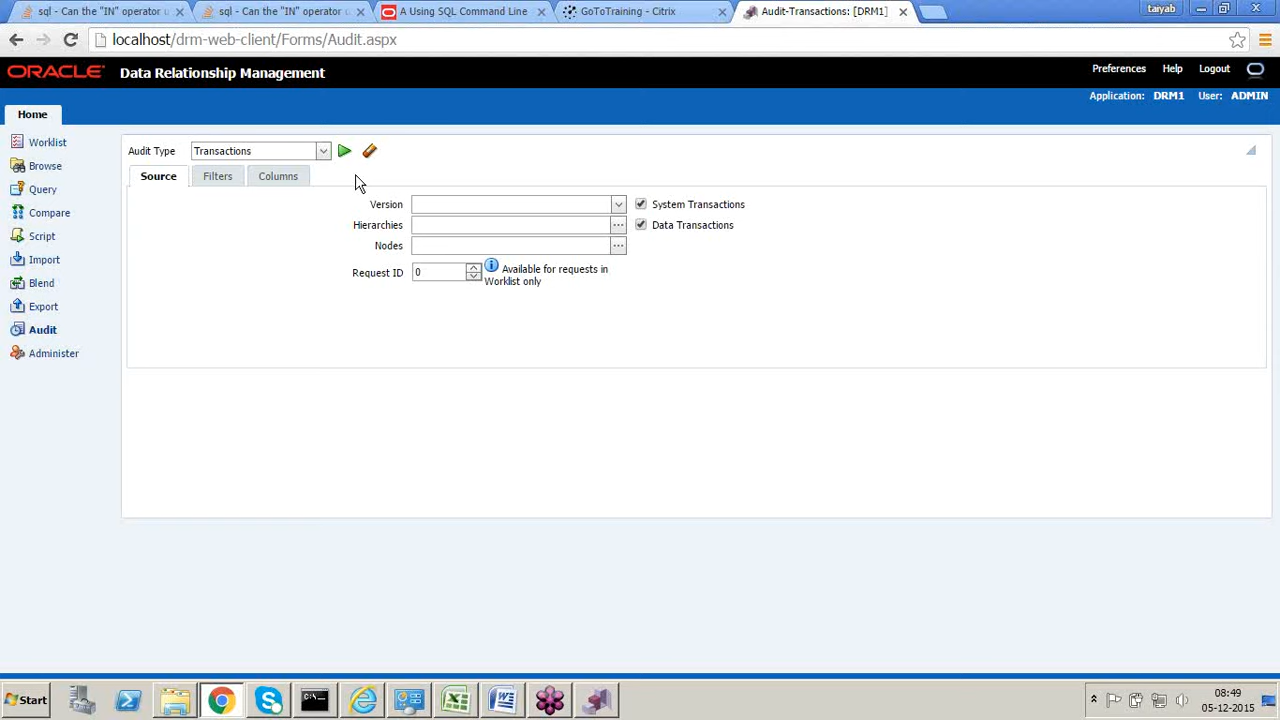 sql - Can the "IN" operator u
sql - Can the "IN" operator u
A Using SQL Command Line
GoToTraining - Citrix
Audit-Transactions: [DRM1]
taiyab
localhost/drm-web-client/Forms/Audit.aspx
ORACLE Data Relationship Management
Preferences Help Logout
Application: DRM1 User: ADMIN
Home
Worklist
Browse
Query
Compare
Script
Import
Blend
Export
Audit
Administer
Audit Type Transactions
Source Filters Columns
Version System Transactions
Hierarchies Data Transactions
Nodes
Request ID 0 Available for requests in
Worklist only
Start
08:49
05-12-2015